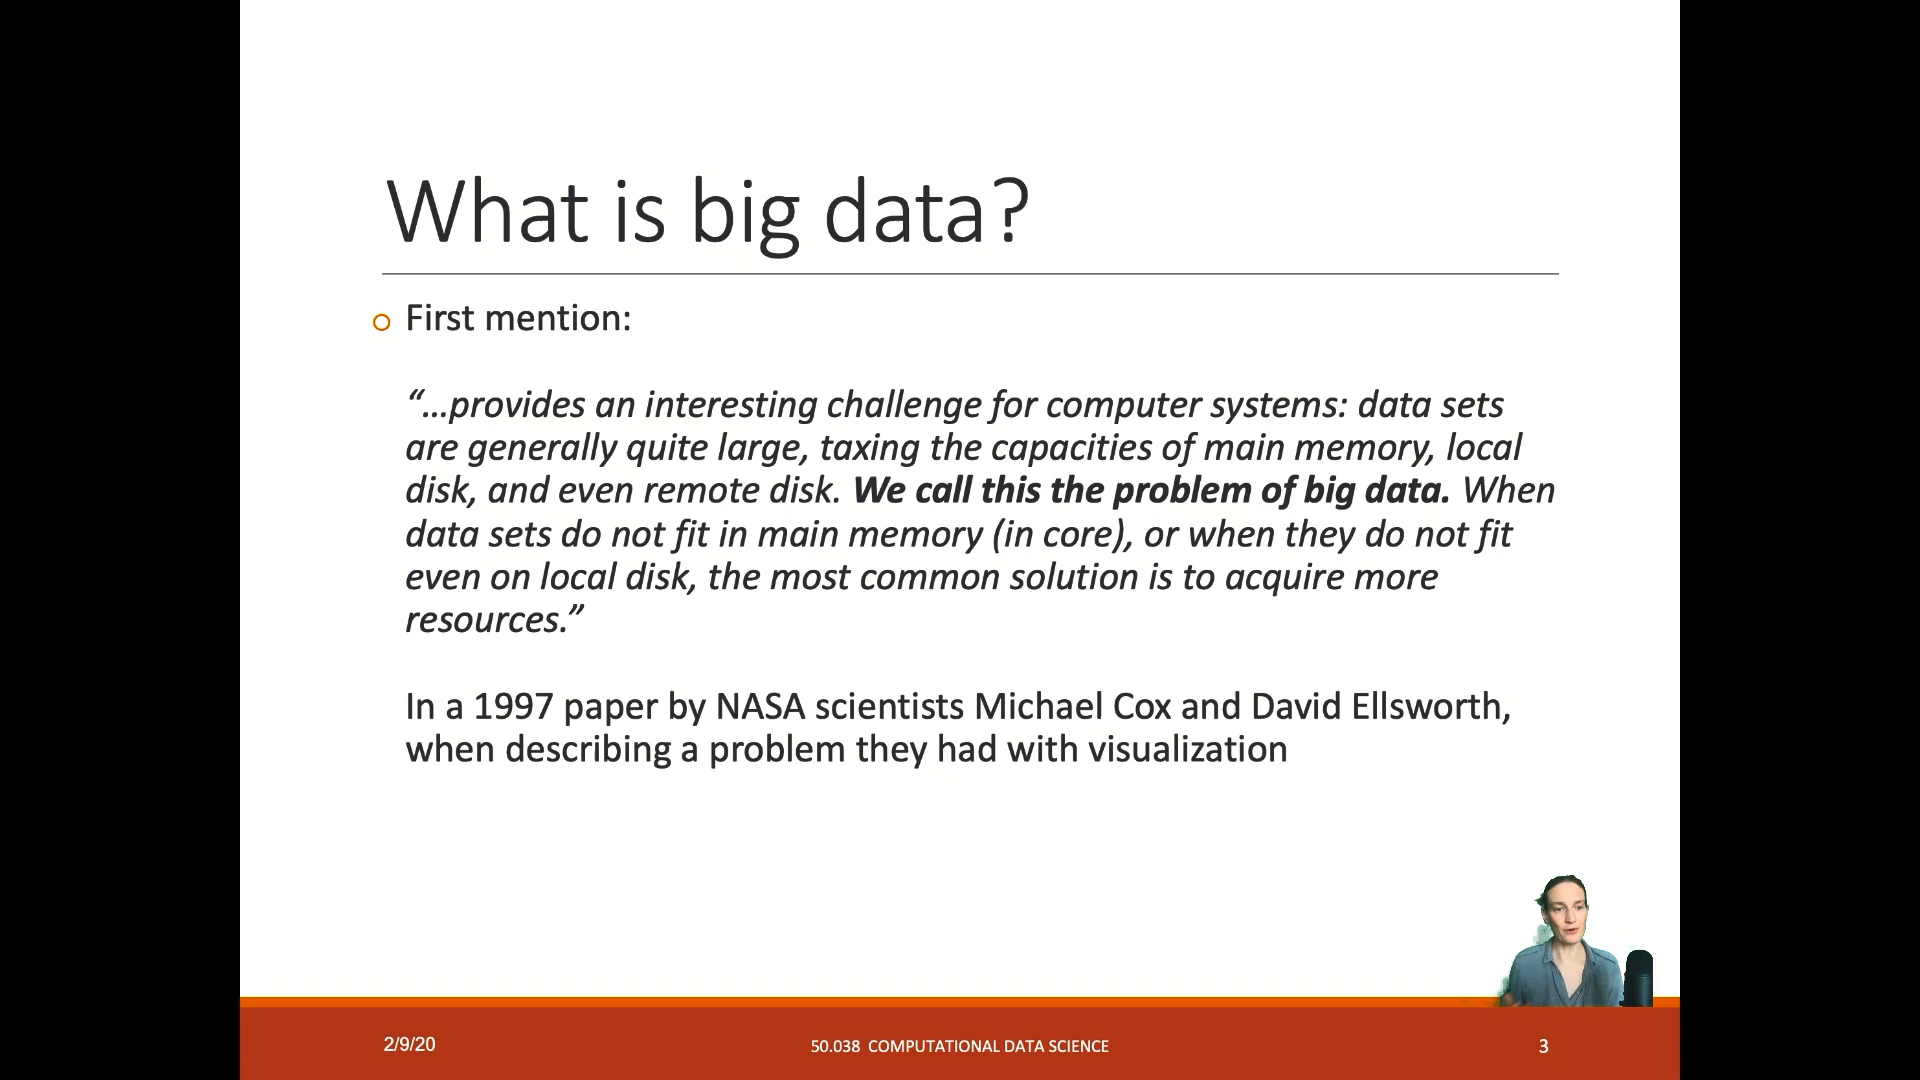 What is big data?
First mention:
“…provides an interesting challenge for computer systems: data sets
are generally quite large, taxing the capacities of main memory, local
disk, and even remote disk. We call this the problem of big data. When
data sets do not fit in main memory (in core), or when they do not fit
even on local disk, the most common solution is to acquire more
resources.”
In a 1997 paper by NASA scientists Michael Cox and David Ellsworth,
when describing a problem they had with visualization
2/9/20
50.038 COMPUTATIONAL DATA SCIENCE
3